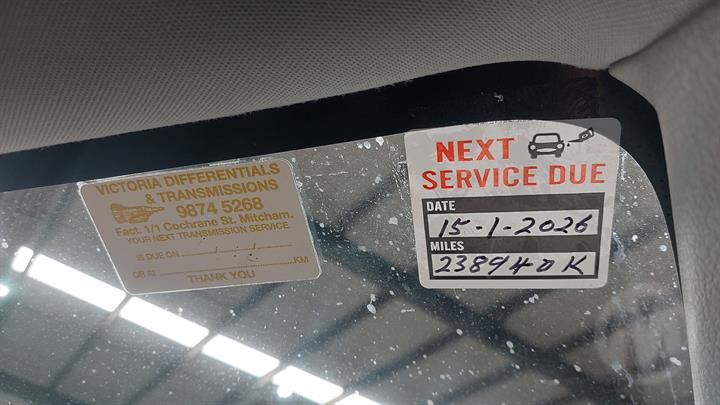 VICTORIA DIFFERENTIALS
& TRANSMISSIONS
9874 5268
Fact. 1/1 Cochrane St. Mitcham.
YOUR NEXT TRANSMISSION SERVICE
IS DUE ON ....../....../......
OR AT ...............................KM
THANK YOU
NEXT
SERVICE DUE
DATE
15-1-2026
MILES
238940K